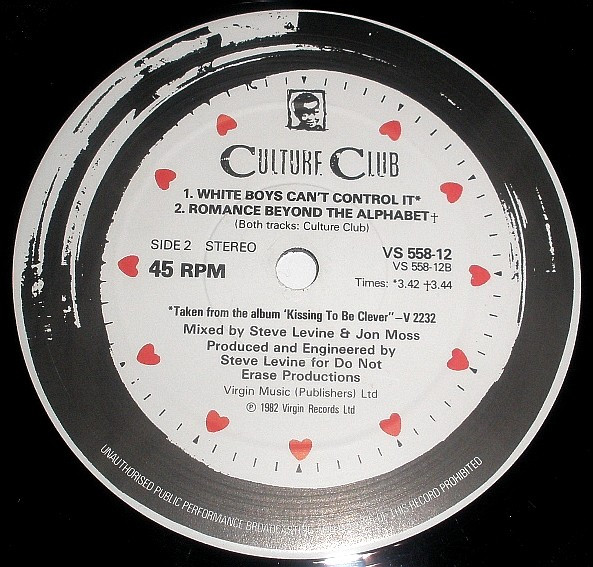 CULTURE CLUB
1. WHITE BOYS CAN'T CONTROL IT*
2. ROMANCE BEYOND THE ALPHABET†
(Both tracks: Culture Club)
SIDE 2 STEREO
45 RPM
VS 558-12
VS 558-12B
Times: *3.42 †3.44
*Taken from the album 'Kissing To Be Clever"–V 2232
Mixed by Steve Levine & Jon Moss
Produced and Engineered by
Steve Levine for Do Not
Erase Productions
Virgin Music (Publishers) Ltd
℗ 1982 Virgin Records Ltd
UNAUTHORISED PUBLIC PERFORMANCE BROADCASTING OF THIS RECORD PROHIBITED